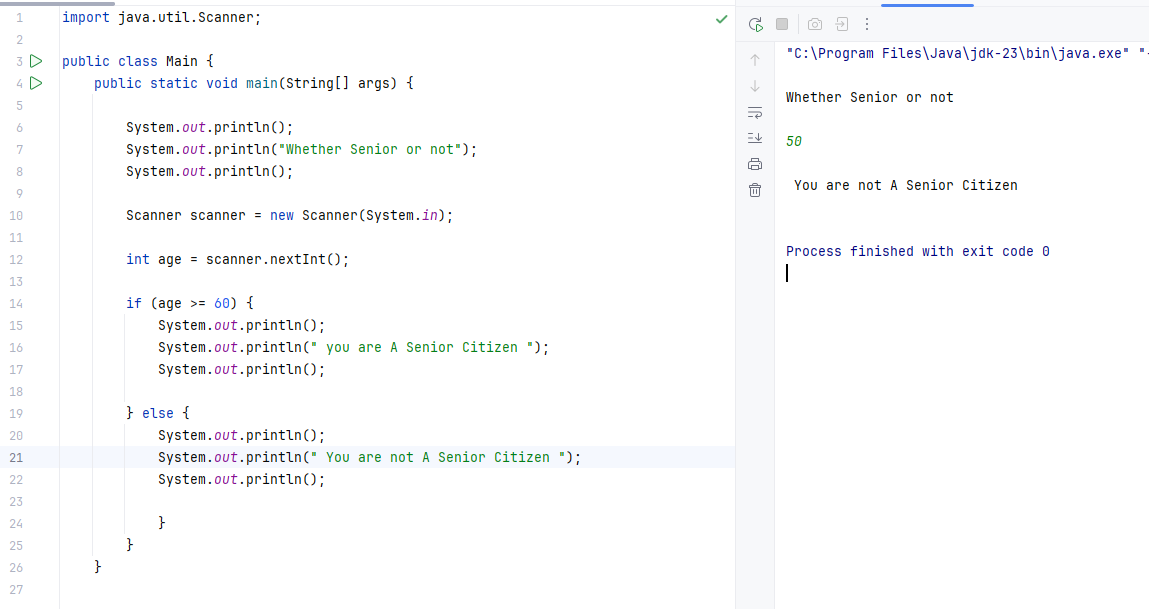 1 import java.util.Scanner;
2
3 public class Main {
4 public static void main(String[] args) {
5
6 System.out.println();
7 System.out.println("Whether Senior or not");
8 System.out.println();
9
10 Scanner scanner = new Scanner(System.in);
11
12 int age = scanner.nextInt();
13
14 if (age >= 60) {
15 System.out.println();
16 System.out.println(" you are A Senior Citizen ");
17 System.out.println();
18
19 } else {
20 System.out.println();
21 System.out.println(" You are not A Senior Citizen ");
22 System.out.println();
23
24 }
25 }
26 }
27
"C:\Program Files\Java\jdk-23\bin\java.exe" "-
Whether Senior or not
50
You are not A Senior Citizen
Process finished with exit code 0